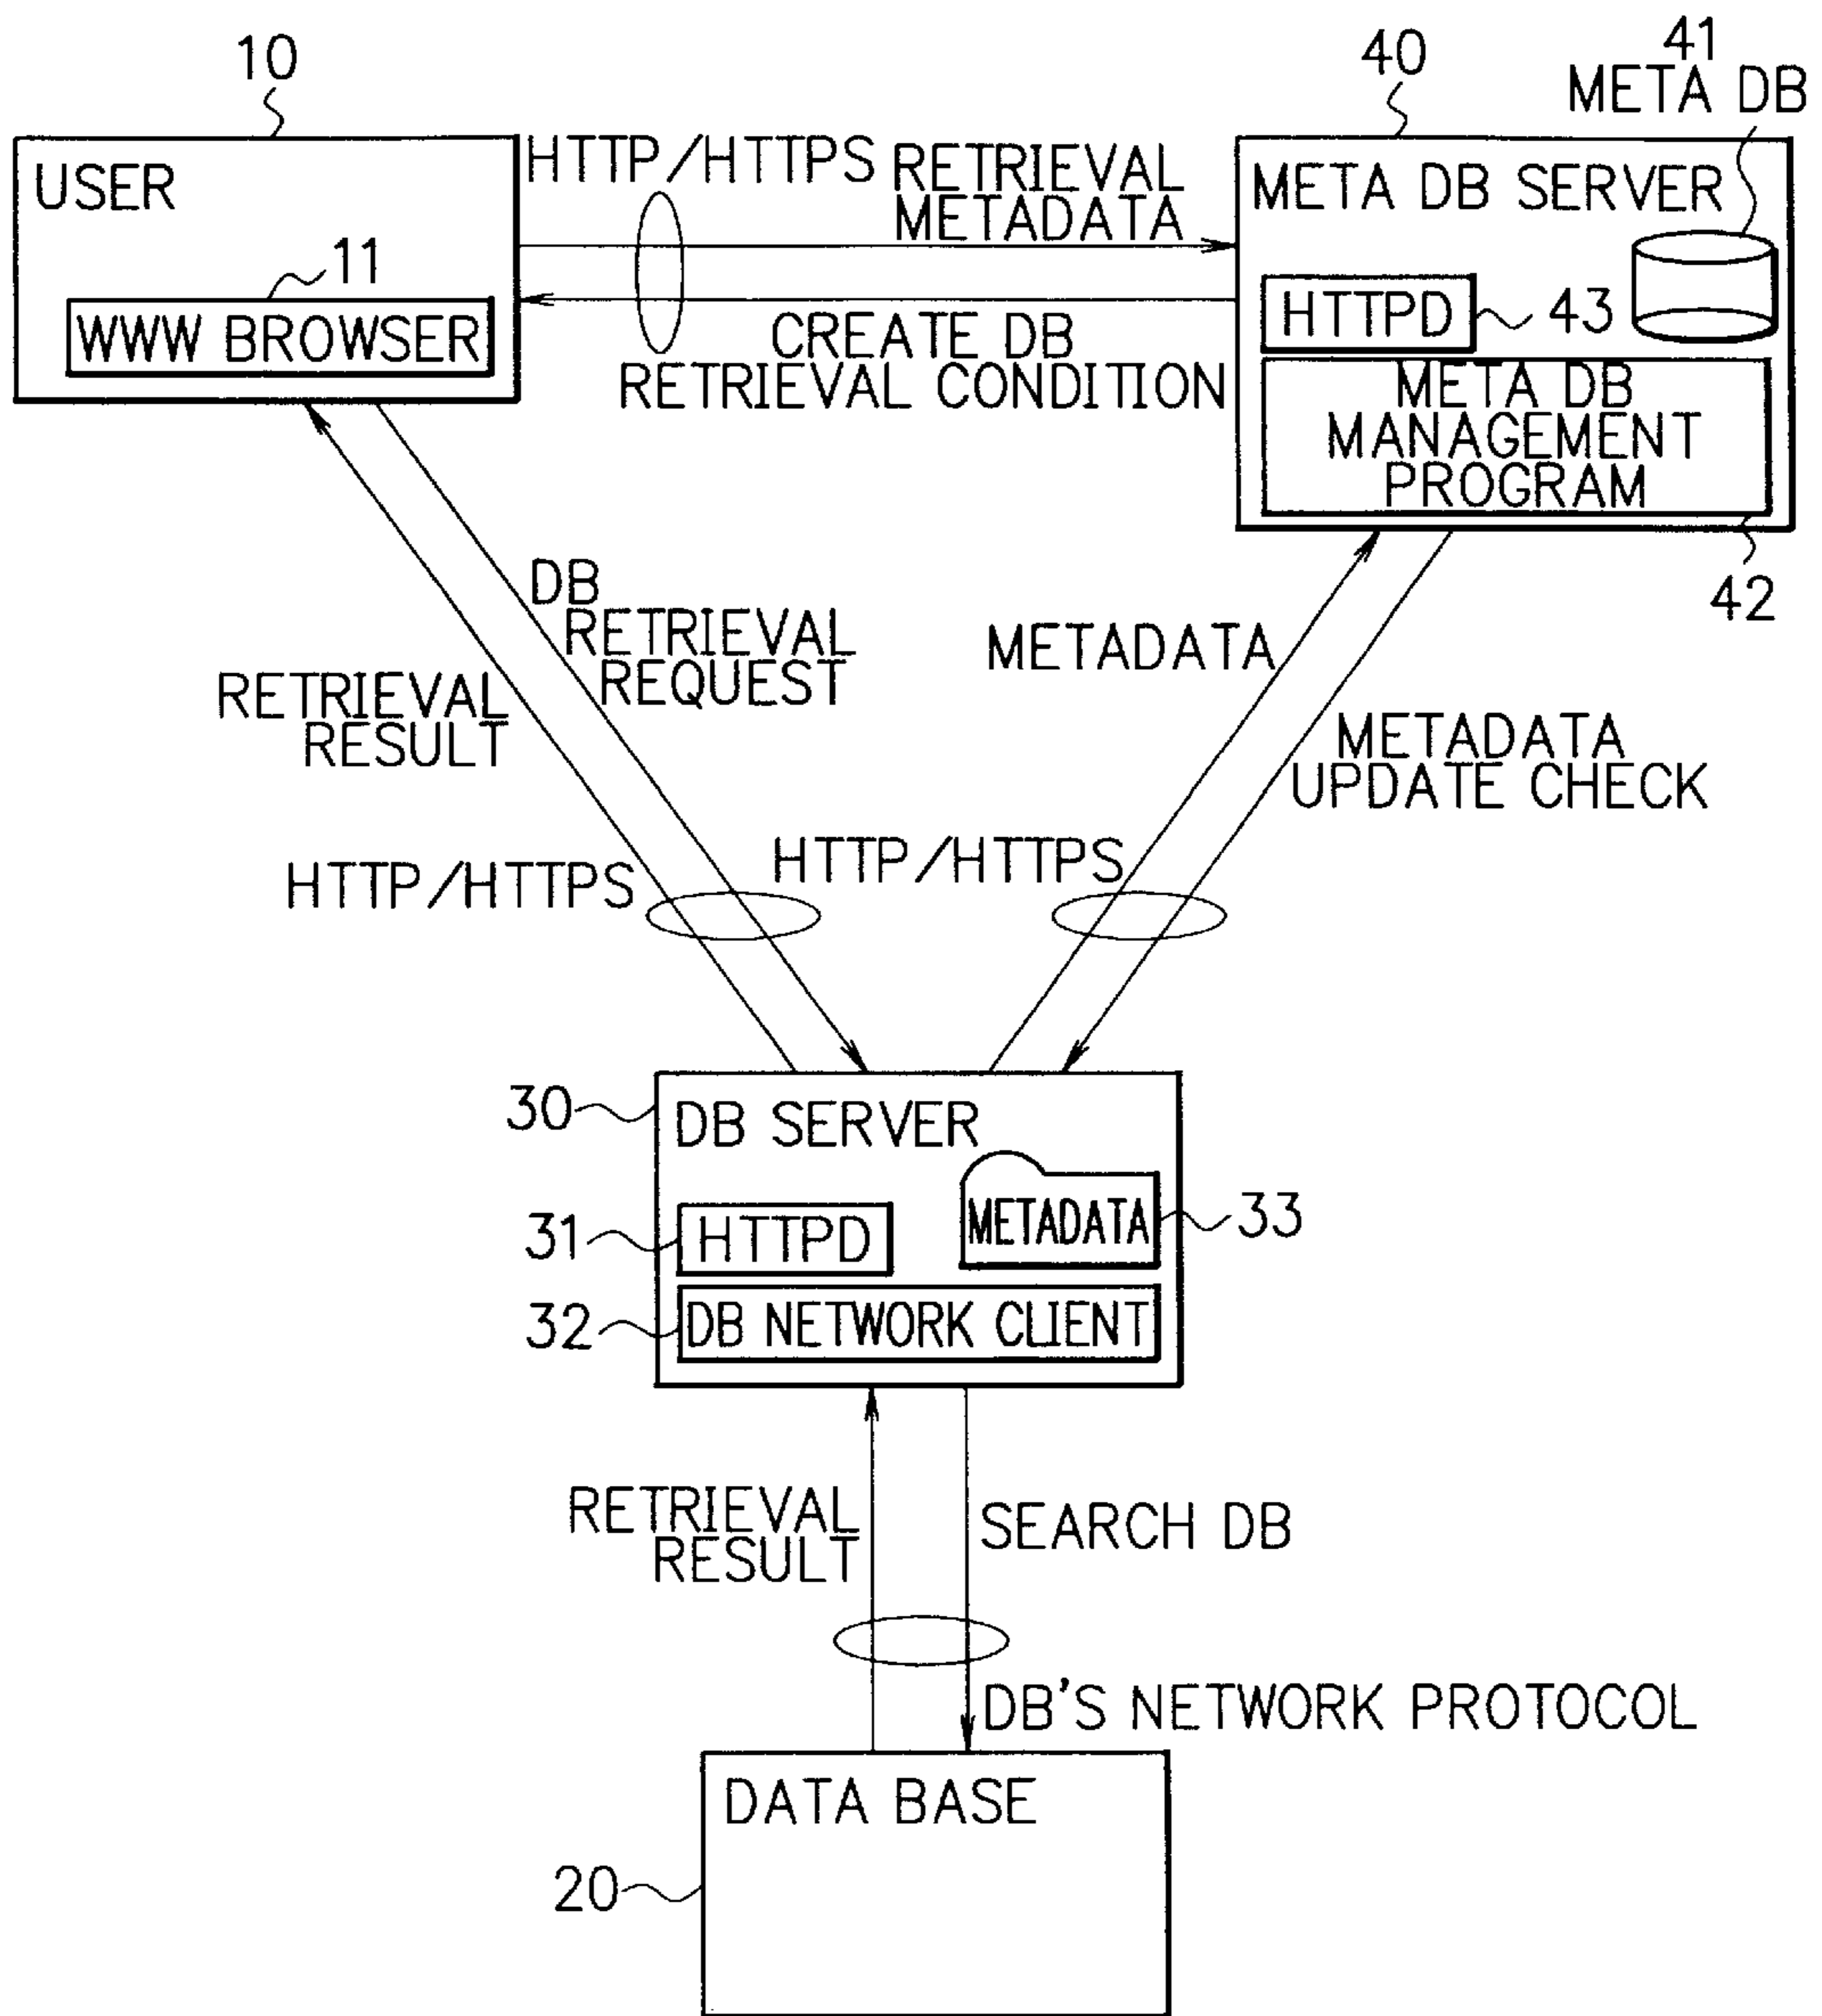 10
40
41
META DB
USER
11
WWW BROWSER
HTTP/HTTPS
RETRIEVAL
METADATA
CREATE DB
RETRIEVAL CONDITION
META DB SERVER
HTTPD
43
META DB
MANAGEMENT
PROGRAM
42
DB
RETRIEVAL
REQUEST
RETRIEVAL
RESULT
METADATA
METADATA
UPDATE CHECK
HTTP/HTTPS
HTTP/HTTPS
30
DB SERVER
31
HTTPD
METADATA
33
32
DB NETWORK CLIENT
RETRIEVAL
RESULT
SEARCH DB
DB'S NETWORK PROTOCOL
DATA BASE
20